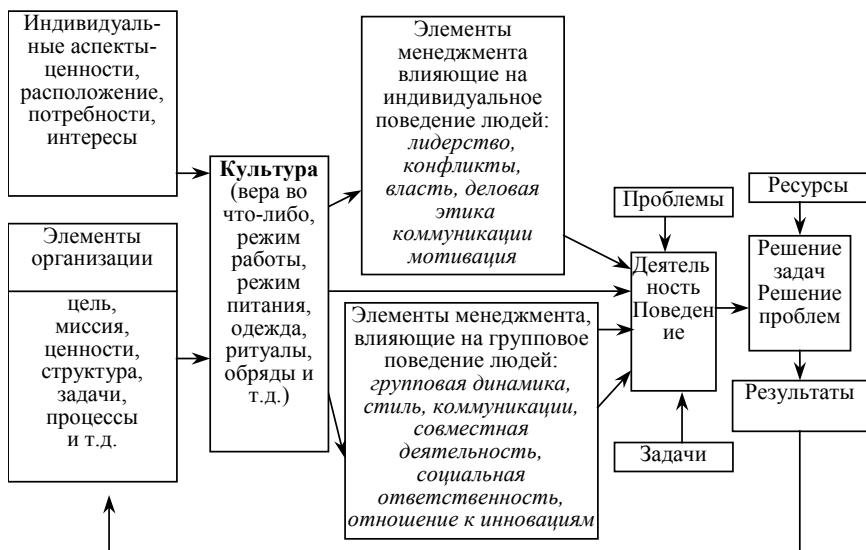 Индивидуаль-
ные аспекты-
ценности,
расположение,
потребности,
интересы
Элементы
организации
цель,
миссия,
ценности,
структура,
задачи,
процессы
и т.д.
Культура
(вера во
что-либо,
режим
работы,
режим
питания,
одежда,
ритуалы,
обряды и
т.д.)
Элементы
менеджмента
влияющие на
индивидуальное
поведение людей:
лидерство,
конфликты,
власть, деловая
этика
коммуникации
мотивация
Элементы менеджмента,
влияющие на групповое
поведение людей:
групповая динамика,
стиль, коммуникации,
совместная
деятельность,
социальная
ответственность,
отношение к инновациям
Проблемы
Деятель
ность
Поведен
ие
Задачи
Ресурсы
Решение
задач
Решение
проблем
Результаты